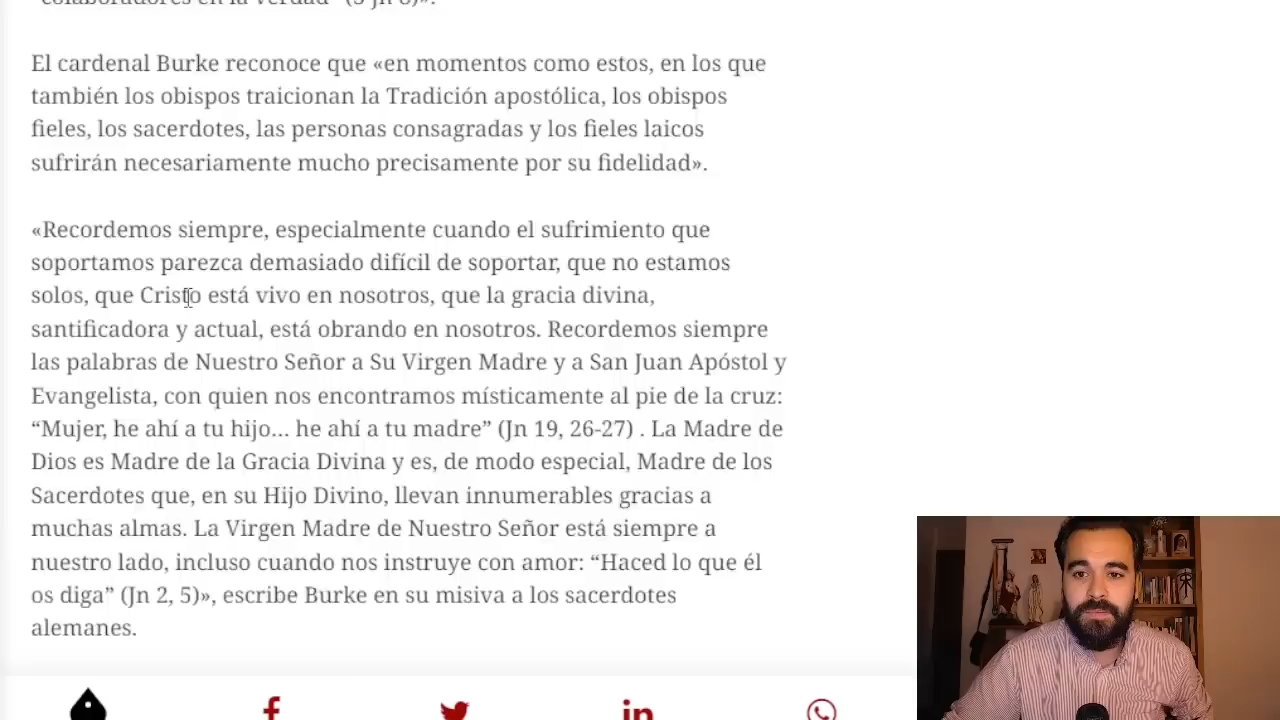 colaboradores en la verdad” (3 Jn 8)».
El cardenal Burke reconoce que «en momentos como estos, en los que
también los obispos traicionan la Tradición apostólica, los obispos
fieles, los sacerdotes, las personas consagradas y los fieles laicos
sufrirán necesariamente mucho precisamente por su fidelidad».
«Recordemos siempre, especialmente cuando el sufrimiento que
soportamos parezca demasiado difícil de soportar, que no estamos
solos, que Cristo está vivo en nosotros, que la gracia divina,
santificadora y actual, está obrando en nosotros. Recordemos siempre
las palabras de Nuestro Señor a Su Virgen Madre y a San Juan Apóstol y
Evangelista, con quien nos encontramos místicamente al pie de la cruz:
“Mujer, he ahí a tu hijo... he ahí a tu madre” (Jn 19, 26-27) . La Madre de
Dios es Madre de la Gracia Divina y es, de modo especial, Madre de los
Sacerdotes que, en su Hijo Divino, llevan innumerables gracias a
muchas almas. La Virgen Madre de Nuestro Señor está siempre a
nuestro lado, incluso cuando nos instruye con amor: “Haced lo que él
os diga” (Jn 2, 5)», escribe Burke en su misiva a los sacerdotes
alemanes.